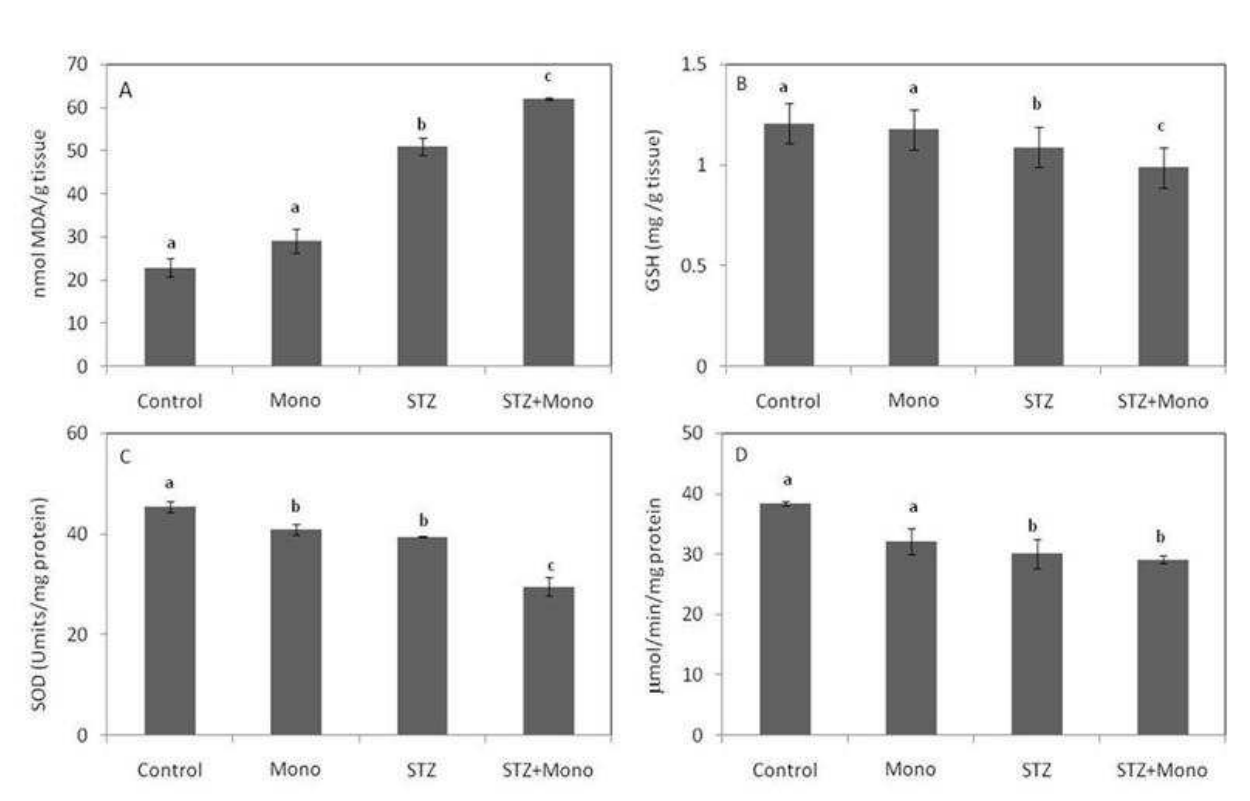 A
nmol MDA/g tissue
70
60
50
40
30
20
10
0
a
a
b
c
Control Mono STZ STZ+Mono
B
GSH (mg /g tissue)
1.5
1
0.5
0
a
a
b
c
Control Mono STZ STZ+Mono
C
SOD (Umits/mg protein)
60
40
20
0
a
b
b
c
Control Mono STZ STZ+Mono
D
µmol/min/mg protein
50
40
30
20
10
0
a
a
b
b
Control Mono STZ STZ+Mono